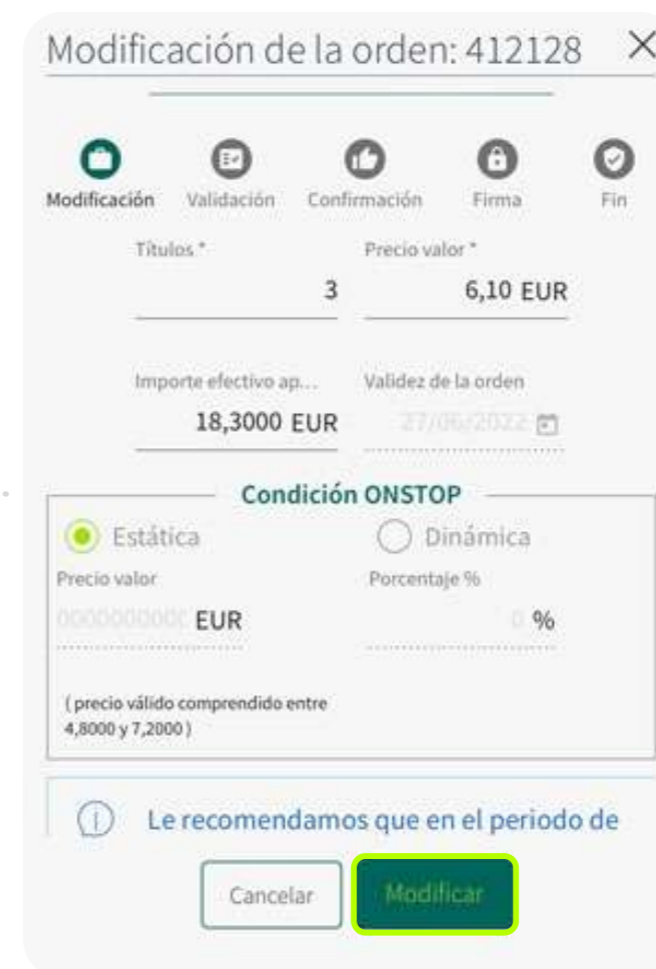 Modificación de la orden: 412128
Modificación Validación Confirmación Firma Fin
Títulos * Precio valor *
3 6,10 EUR
Importe efectivo ap... Validez de la orden
18,3000 EUR 27/06/2022
Condición ONSTOP
Estática Dinámica
Precio valor Porcentaje %
EUR 0 %
( precio válido comprendido entre
4,8000 y 7,2000 )
Le recomendamos que en el periodo de
Cancelar Modificar